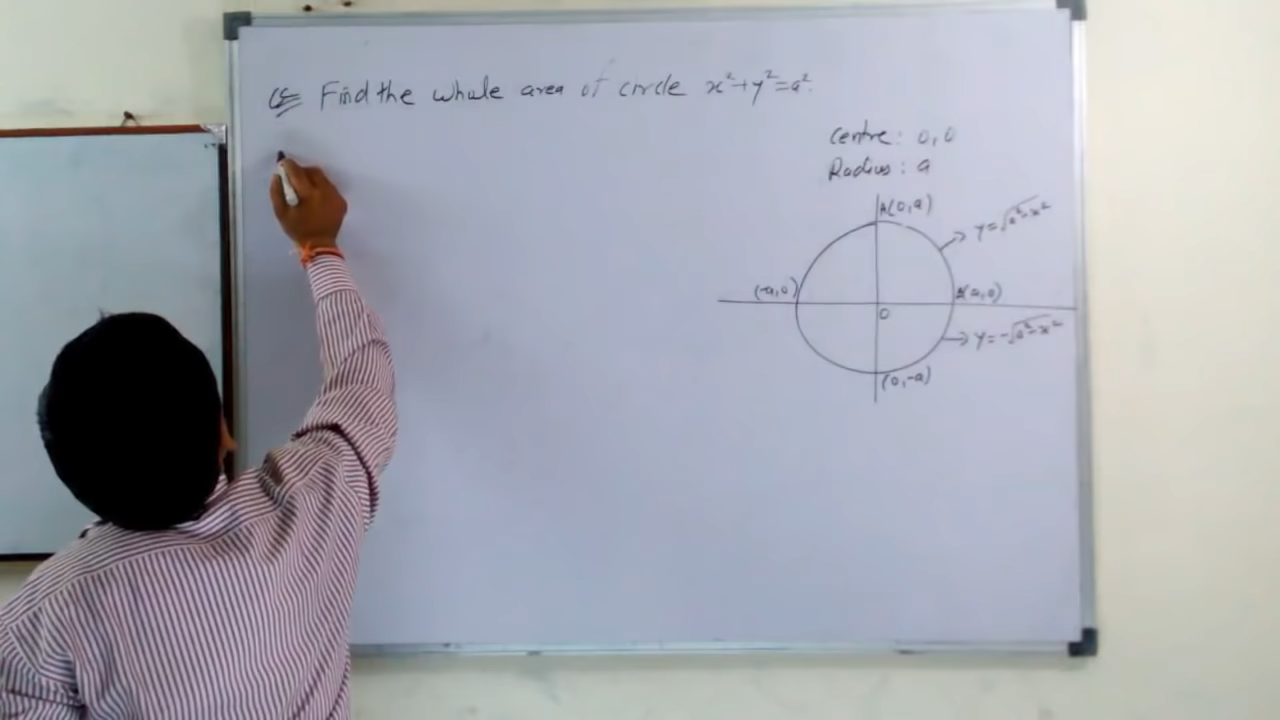 Q Find the whole area of circle x²+y²=a².
Centre: 0,0
Radius: a
A(0,a)
y=√a²-x²
(-a,0)
B(a,0)
0
y=-√a²-x²
(0,-a)